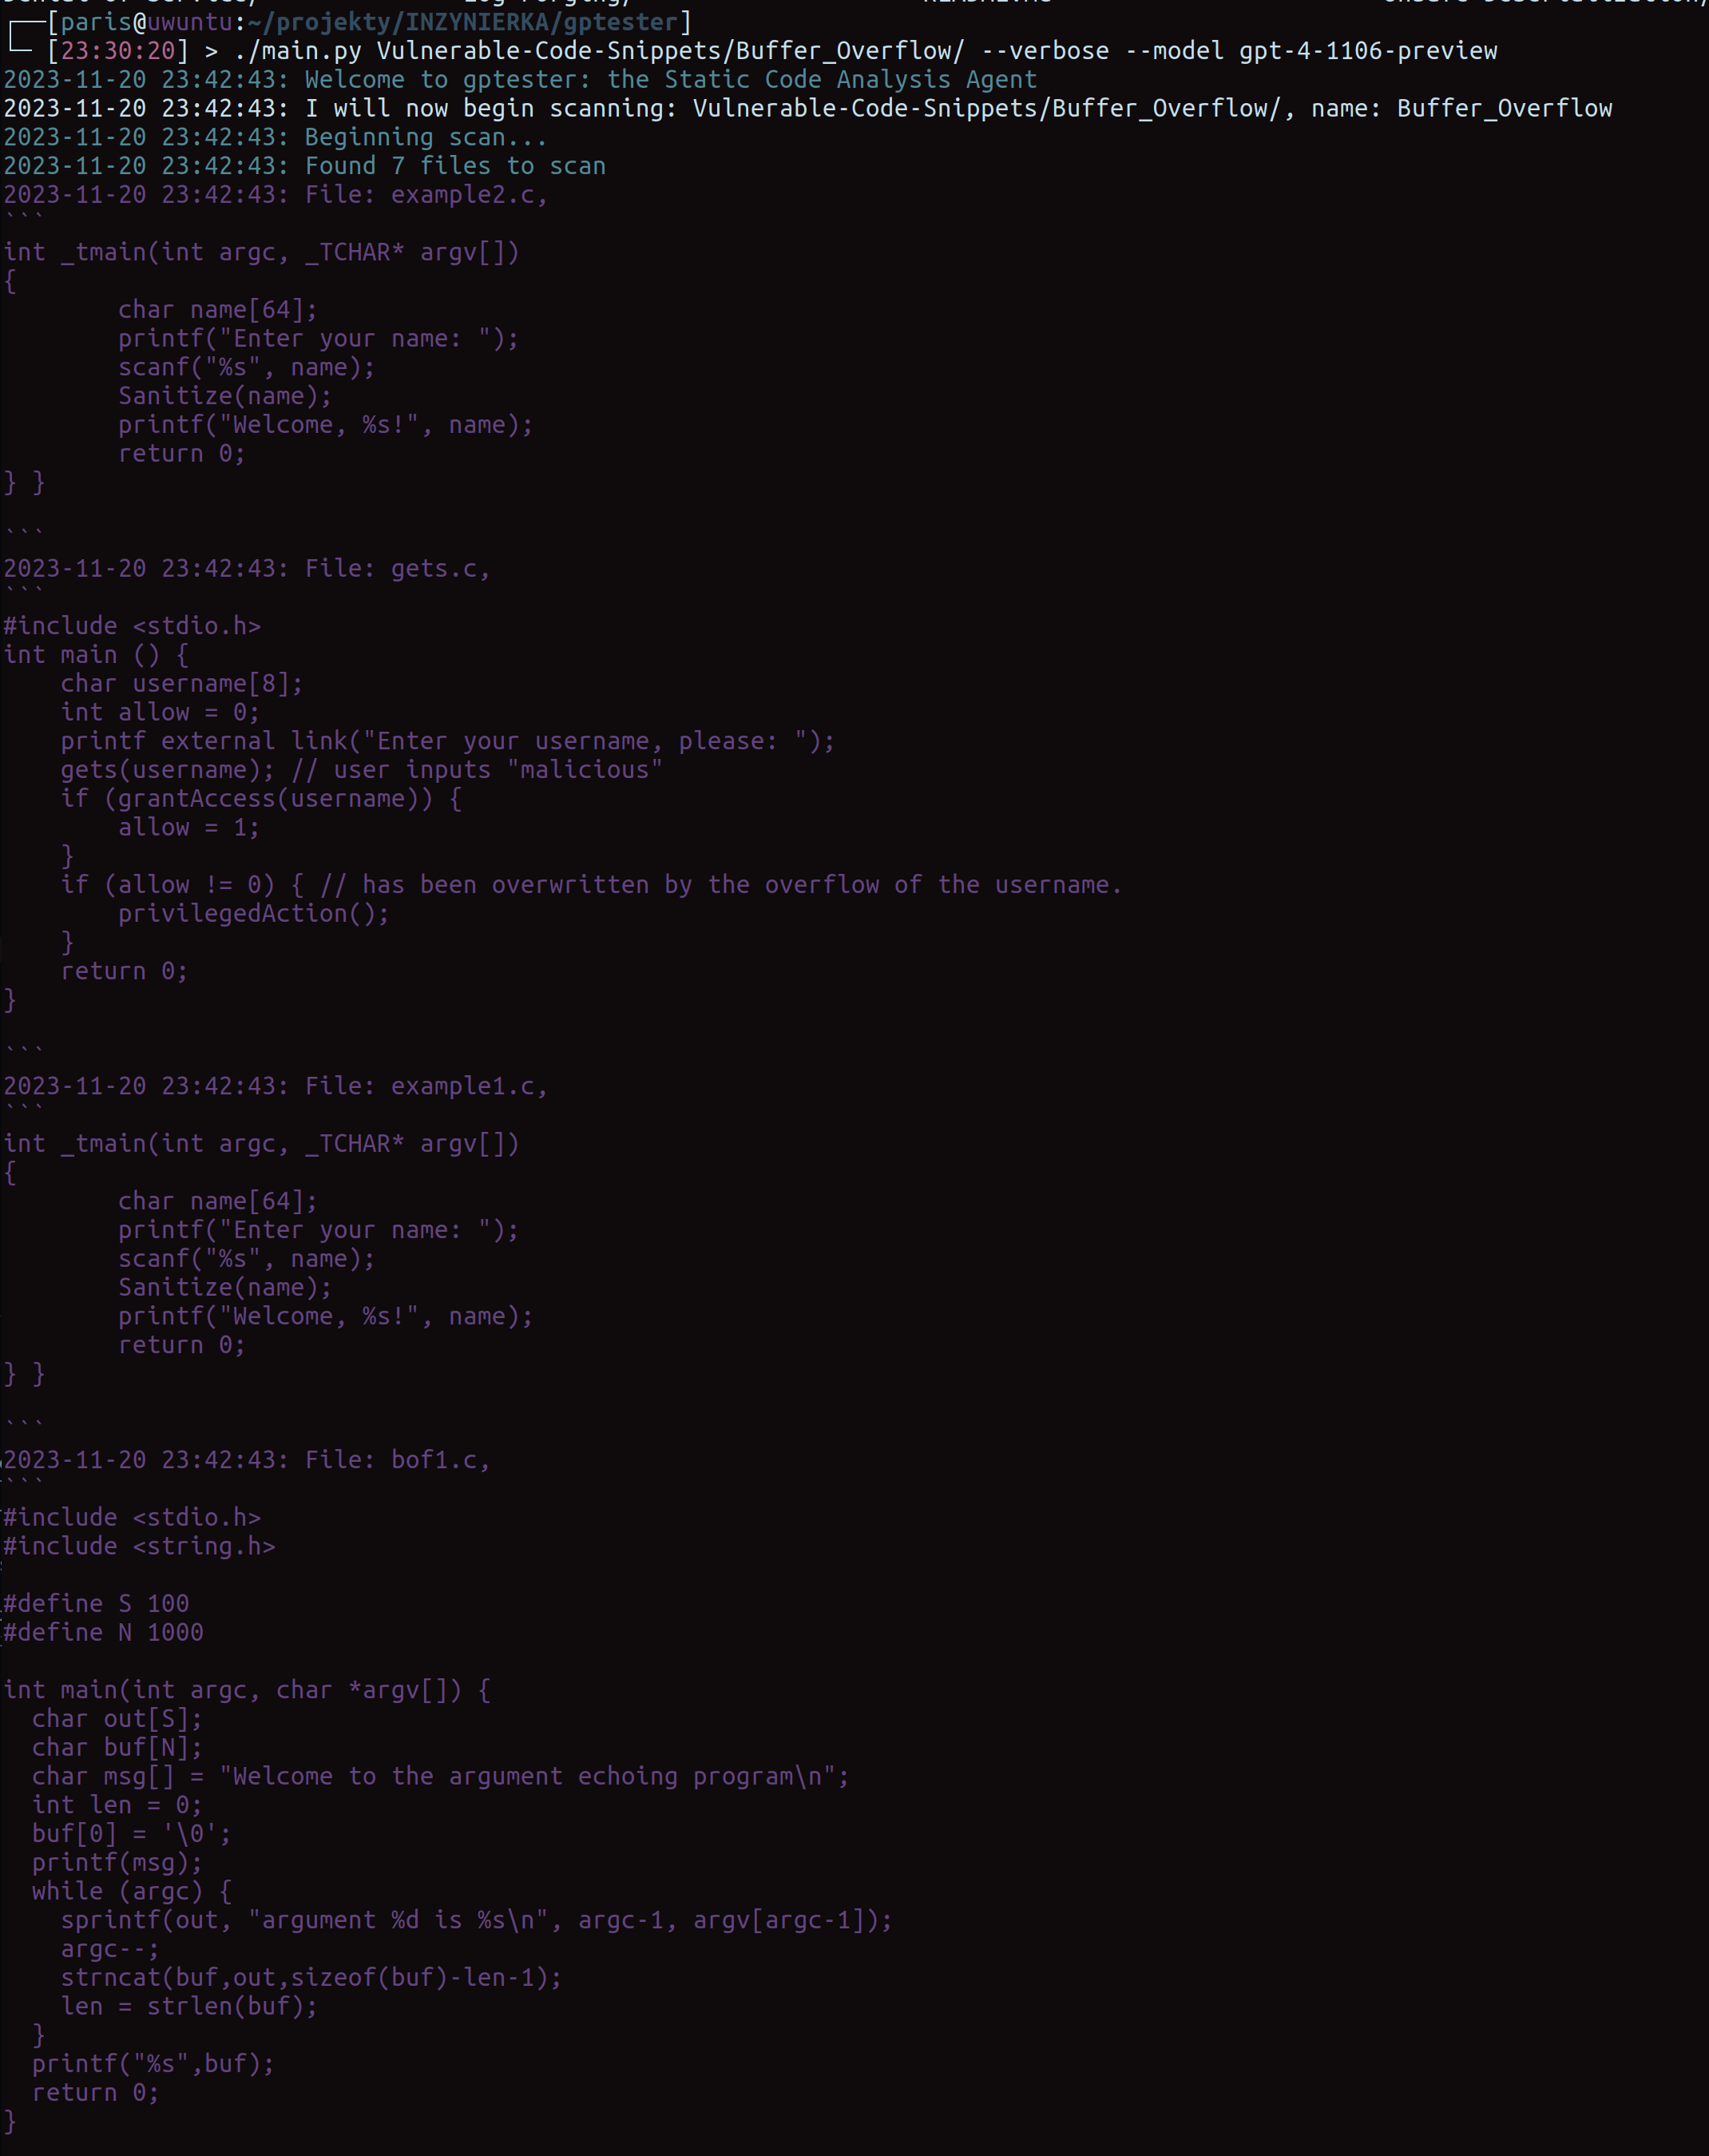 ┌──[paris@uwuntu:~/projekty/INZYNIERKA/gptester]
└─ [23:30:20] > ./main.py Vulnerable-Code-Snippets/Buffer_Overflow/ --verbose --model gpt-4-1106-preview
2023-11-20 23:42:43: Welcome to gptester: the Static Code Analysis Agent
2023-11-20 23:42:43: I will now begin scanning: Vulnerable-Code-Snippets/Buffer_Overflow/, name: Buffer_Overflow
2023-11-20 23:42:43: Beginning scan...
2023-11-20 23:42:43: Found 7 files to scan
2023-11-20 23:42:43: File: example2.c,
```
int _tmain(int argc, _TCHAR* argv[])
{
        char name[64];
        printf("Enter your name: ");
        scanf("%s", name);
        Sanitize(name);
        printf("Welcome, %s!", name);
        return 0;
} }

```
2023-11-20 23:42:43: File: gets.c,
```
#include <stdio.h>
int main () {
    char username[8];
    int allow = 0;
    printf external link("Enter your username, please: ");
    gets(username); // user inputs "malicious"
    if (grantAccess(username)) {
        allow = 1;
    }
    if (allow != 0) { // has been overwritten by the overflow of the username.
        privilegedAction();
    }
    return 0;
}

```
2023-11-20 23:42:43: File: example1.c,
```
int _tmain(int argc, _TCHAR* argv[])
{
        char name[64];
        printf("Enter your name: ");
        scanf("%s", name);
        Sanitize(name);
        printf("Welcome, %s!", name);
        return 0;
} }

```
2023-11-20 23:42:43: File: bof1.c,
```
#include <stdio.h>
#include <string.h>

#define S 100
#define N 1000

int main(int argc, char *argv[]) {
  char out[S];
  char buf[N];
  char msg[] = "Welcome to the argument echoing program\n";
  int len = 0;
  buf[0] = '\0';
  printf(msg);
  while (argc) {
    sprintf(out, "argument %d is %s\n", argc-1, argv[argc-1]);
    argc--;
    strncat(buf,out,sizeof(buf)-len-1);
    len = strlen(buf);
  }
  printf("%s",buf);
  return 0;
}